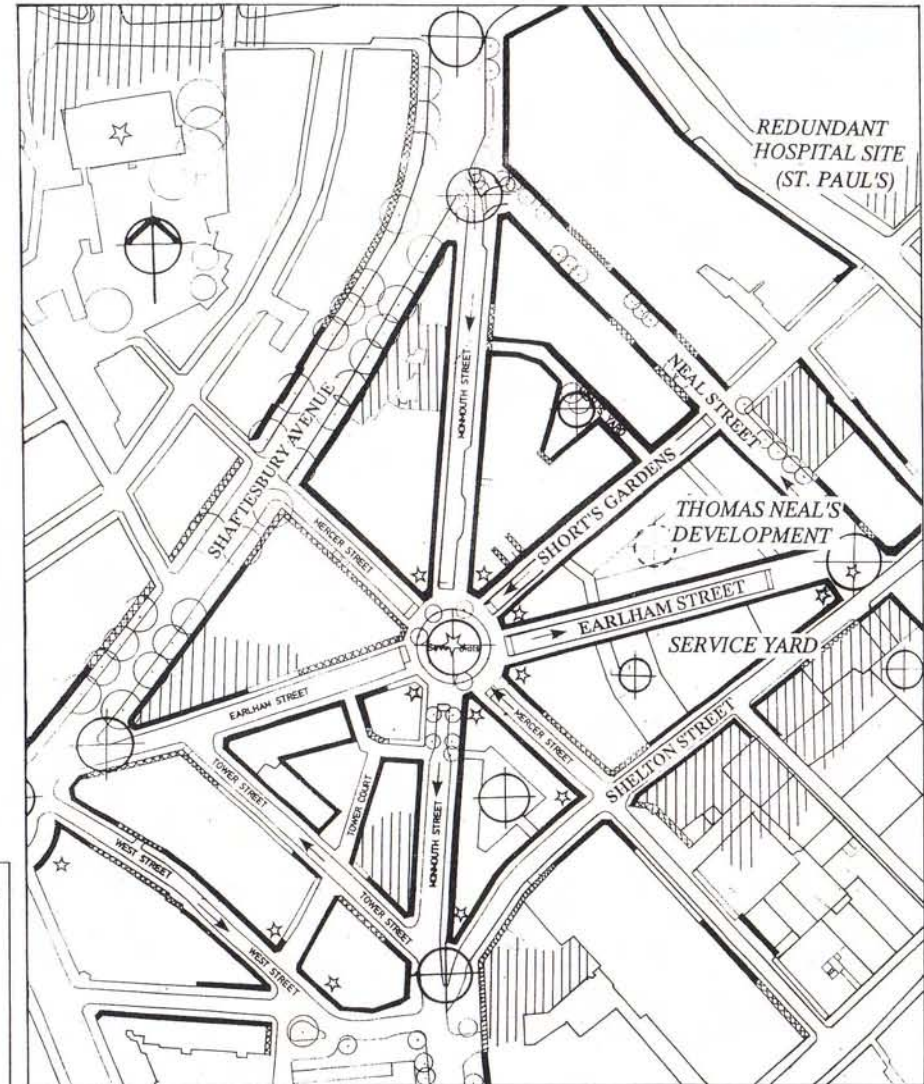 REDUNDANT
HOSPITAL SITE
(ST. PAUL'S)
MONMOUTH STREET
NEAL STREET
SHAFTESBURY AVENUE
SHORT'S GARDENS
THOMAS NEAL'S
DEVELOPMENT
MERCER STREET
EARLHAM STREET
SERVICE YARD
EARLHAM STREET
MERCER STREET
SHELTON STREET
TOWER STREET
TOWER COURT
MONMOUTH STREET
WEST STREET
TOWER STREET
WEST STREET